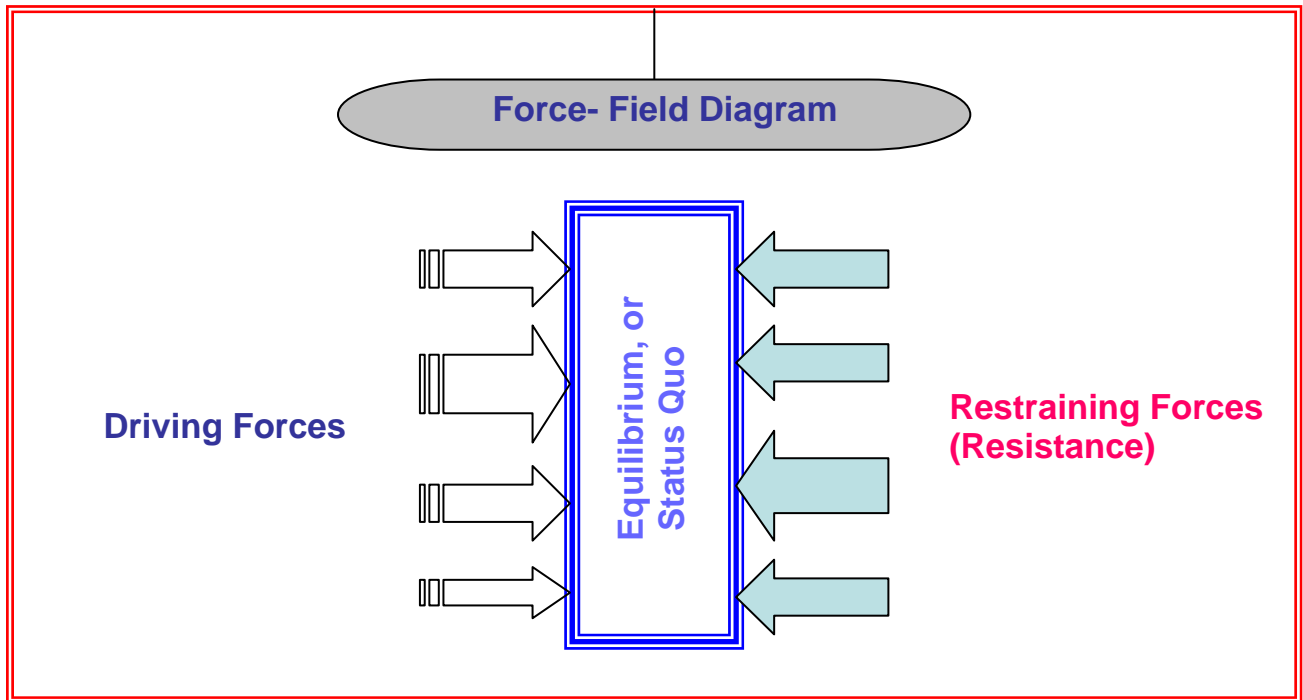 Force- Field Diagram
Driving Forces
Equilibrium, or
Status Quo
Restraining Forces
(Resistance)